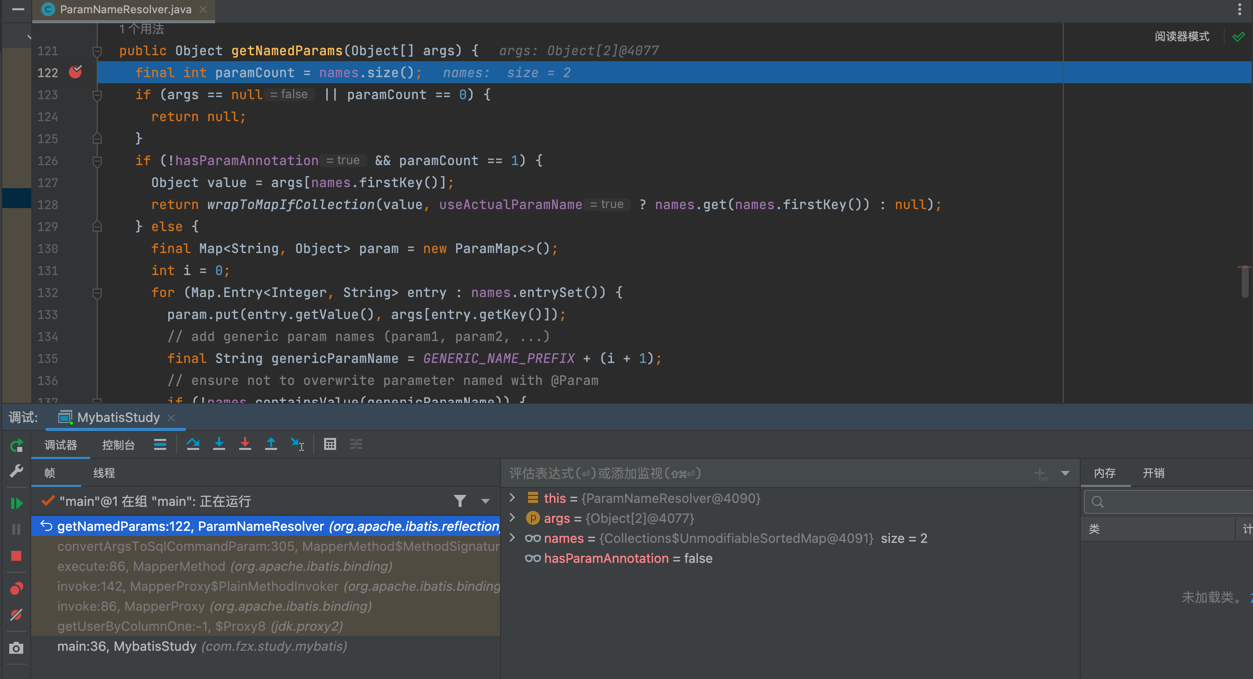 ParamNameResolver.java
1 个用法
阅读器模式
121 public Object getNamedParams(Object[] args) { args: Object[2]@4077
122 final int paramCount = names.size(); names: size = 2
123 if (args == null = false || paramCount == 0) {
124 return null;
125 }
126 if (!hasParamAnnotation = true && paramCount == 1) {
127 Object value = args[names.firstKey()];
128 return wrapToMapIfCollection(value, useActualParamName = true ? names.get(names.firstKey()) : null);
129 } else {
130 final Map<String, Object> param = new ParamMap<>();
131 int i = 0;
132 for (Map.Entry<Integer, String> entry : names.entrySet()) {
133 param.put(entry.getValue(), args[entry.getKey()]);
134 // add generic param names (param1, param2, ...)
135 final String genericParamName = GENERIC_NAME_PREFIX + (i + 1);
136 // ensure not to overwrite parameter named with @Param
137 if (!names.containsValue(genericParamName)) {
调试: MybatisStudy
调试器 控制台
帧 线程
"main"@1 在组 "main": 正在运行
getNamedParams:122, ParamNameResolver (org.apache.ibatis.reflection
convertArgsToSqlCommandParam:305, MapperMethod$MethodSignatur
execute:86, MapperMethod (org.apache.ibatis.binding)
invoke:142, MapperProxy$PlainMethodInvoker (org.apache.ibatis.binding
invoke:86, MapperProxy (org.apache.ibatis.binding)
getUserByColumnOne:-1, $Proxy8 (jdk.proxy2)
main:36, MybatisStudy (com.fzx.study.mybatis)
评估表达式(⏎)或添加监视(⇧⌘⏎)
this = {ParamNameResolver@4090}
args = {Object[2]@4077}
names = {Collections$UnmodifiableSortedMap@4091} size = 2
hasParamAnnotation = false
内存 开销
类 计
未加载类。